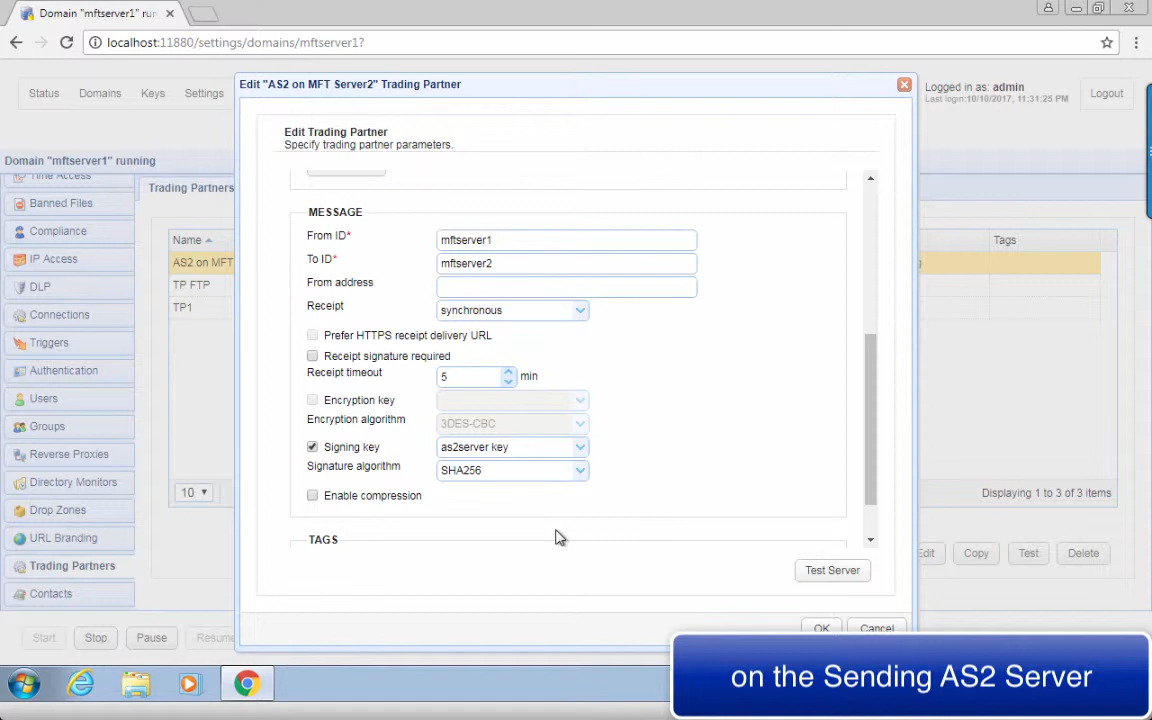 Domain "mftserver1" run
localhost:11880/settings/domains/mftserver1?
Status Domains Keys Settings
Logged in as: admin
Last login:10/10/2017, 11:31:25 PM
Logout
Edit "AS2 on MFT Server2" Trading Partner
Edit Trading Partner
Specify trading partner parameters.
Domain "mftserver1" running
Time Access
Banned Files
Compliance
IP Access
DLP
Connections
Triggers
Authentication
Users
Groups
Reverse Proxies
Directory Monitors
Drop Zones
URL Branding
Trading Partners
Contacts
Trading Partners
Name
Tags
AS2 on MFT
TP FTP
TP1
10
Displaying 1 to 3 of 3 items
MESSAGE
From ID* mftserver1
To ID* mftserver2
From address
Receipt synchronous
Prefer HTTPS receipt delivery URL
Receipt signature required
Receipt timeout 5 min
Encryption key
Encryption algorithm 3DES-CBC
Signing key as2server key
Signature algorithm SHA256
Enable compression
TAGS
Test Server
Copy Test Delete
OK Cancel
Start Stop Pause Resume
on the Sending AS2 Server